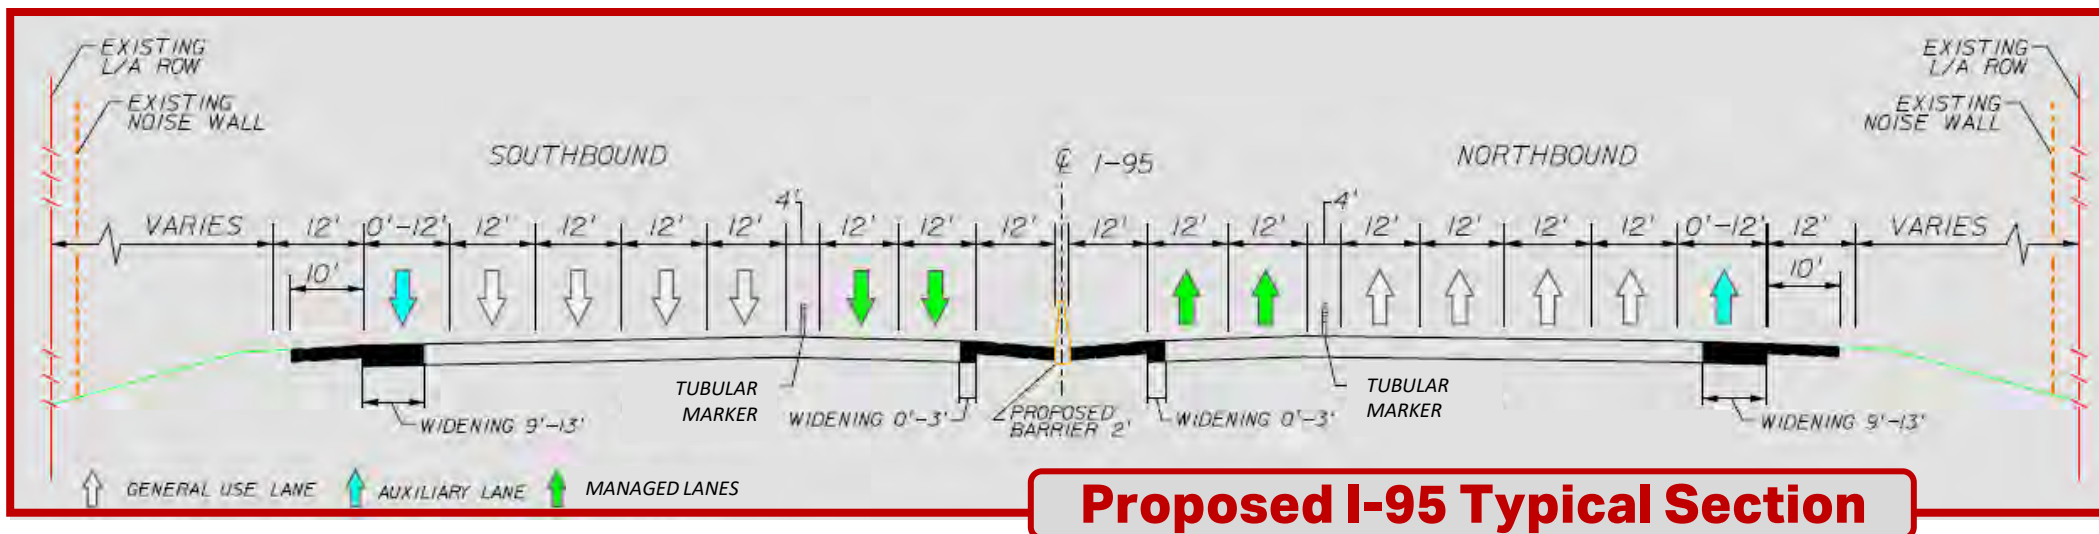 EXISTING
L/A ROW
EXISTING
NOISE WALL
SOUTHBOUND
℄ I-95
NORTHBOUND
EXISTING
L/A ROW
EXISTING
NOISE WALL
VARIES 12' 0'-12' 12' 12' 12' 12' 4' 12' 12' 12' 12' 12' 12' 4' 12' 12' 12' 12' 0'-12' 12' VARIES
10' 10'
TUBULAR
MARKER
TUBULAR
MARKER
WIDENING 9'-13'
WIDENING 0'-3'
PROPOSED
BARRIER 2'
WIDENING 0'-3'
WIDENING 9'-13'
GENERAL USE LANE AUXILIARY LANE MANAGED LANES
Proposed I-95 Typical Section